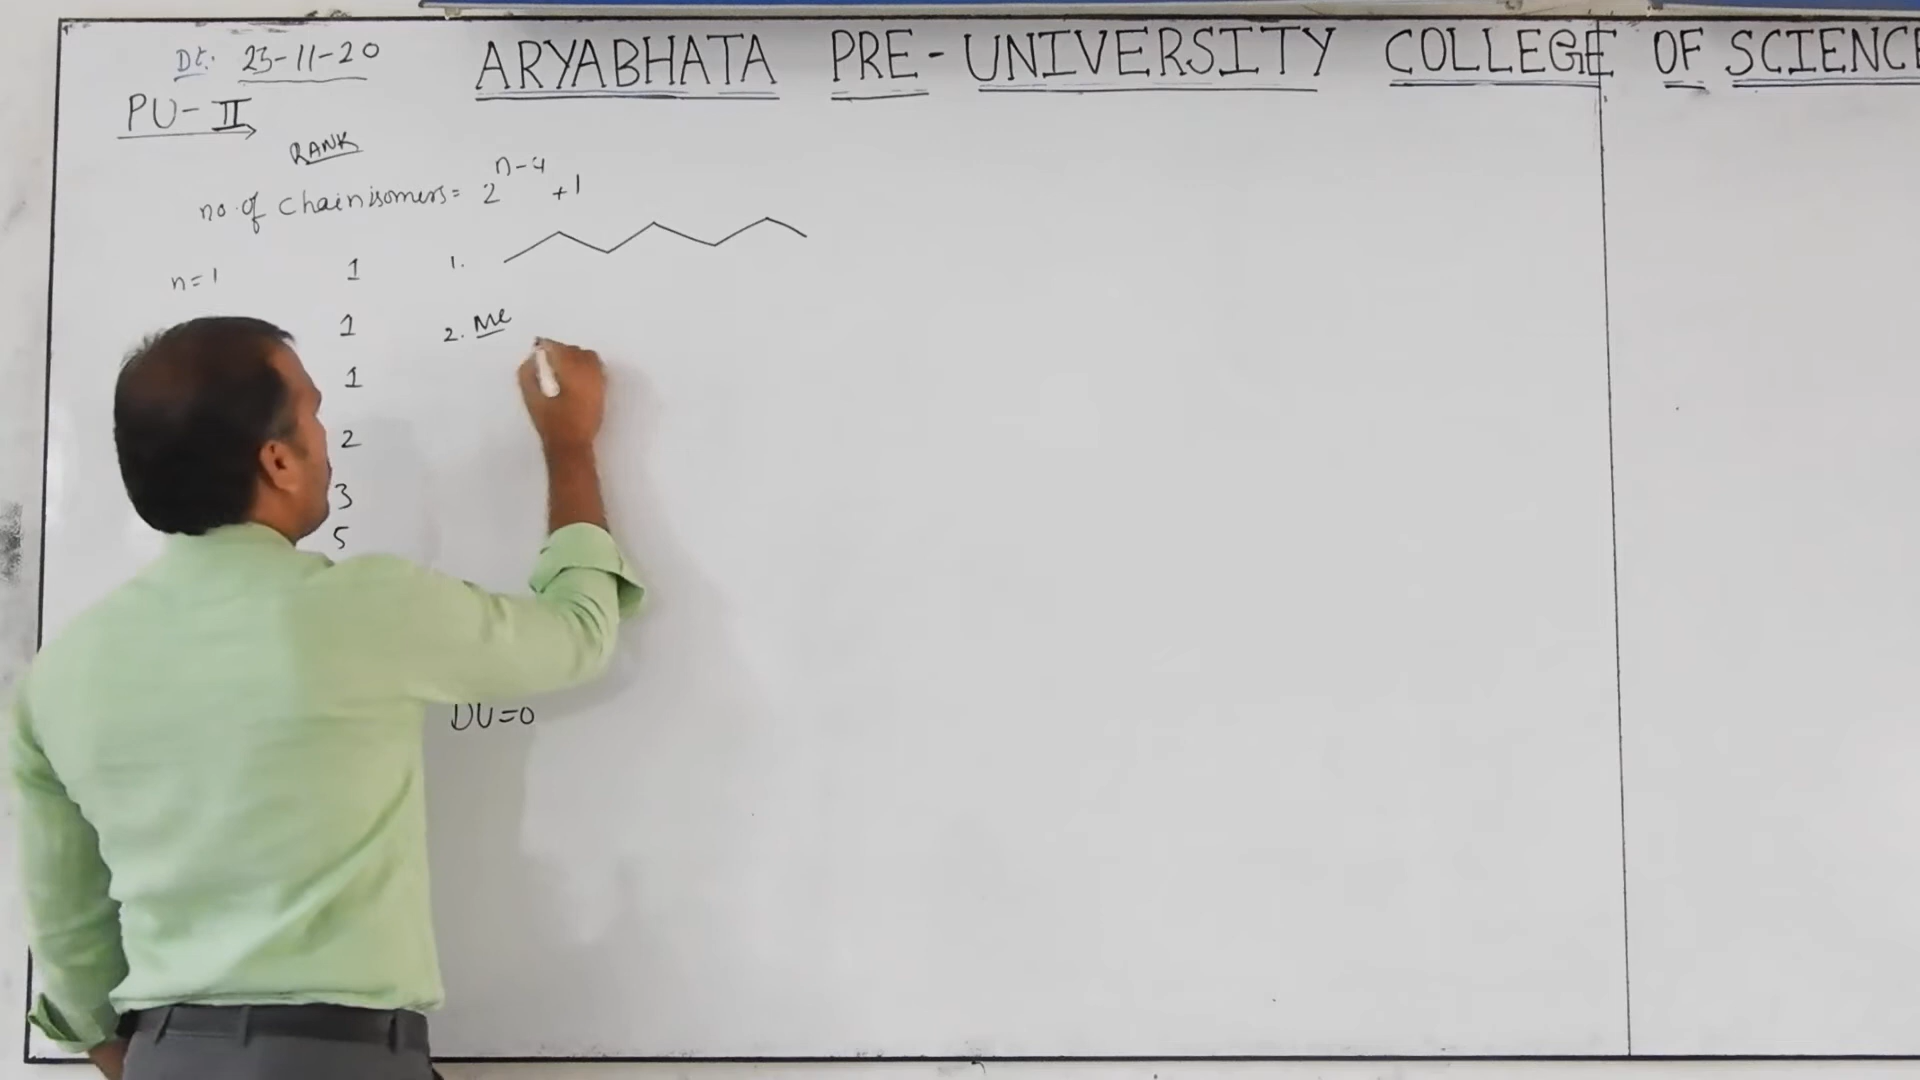 Dt:- 23-11-20
ARYABHATA PRE-UNIVERSITY COLLEGE OF SCIENCE
PU-II
RANK
no. of chainisomers = 2^{n-4} + 1
n=1 1
1
1
2
3
5
1.
2. Me
DU=0